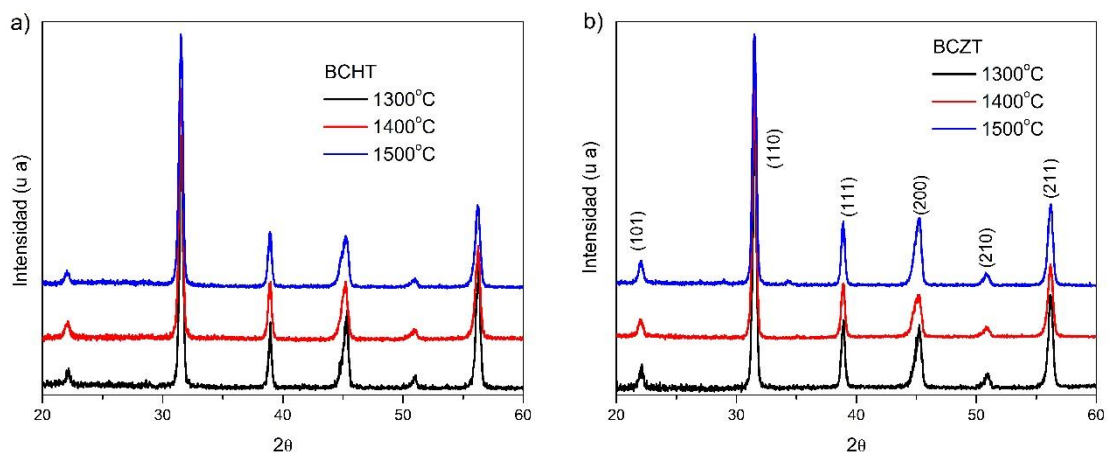 a)
BCHT
1300°C
1400°C
1500°C
Intensidad (u a)
20 30 40 50 60
2θ
b)
BCZT
1300°C
1400°C
1500°C
(101)
(110)
(111)
(200)
(210)
(211)
Intensidad (u a)
20 30 40 50 60
2θ